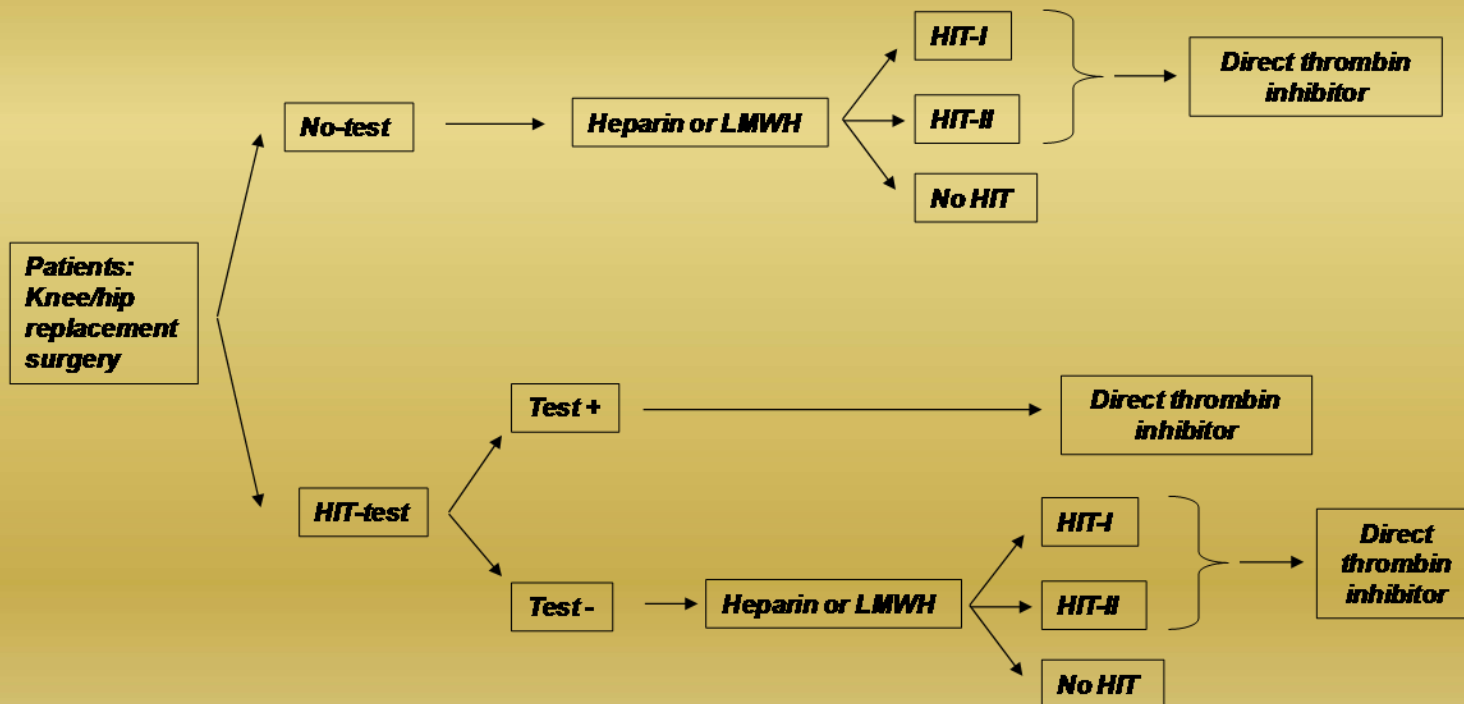 HIT-I
Direct thrombin
inhibitor
No-test
Heparin or LMWH
HIT-II
No HIT
Patients:
Knee/hip
replacement
surgery
Test +
Direct thrombin
inhibitor
HIT-test
HIT-I
Direct
thrombin
inhibitor
Test -
Heparin or LMWH
HIT-II
No HIT